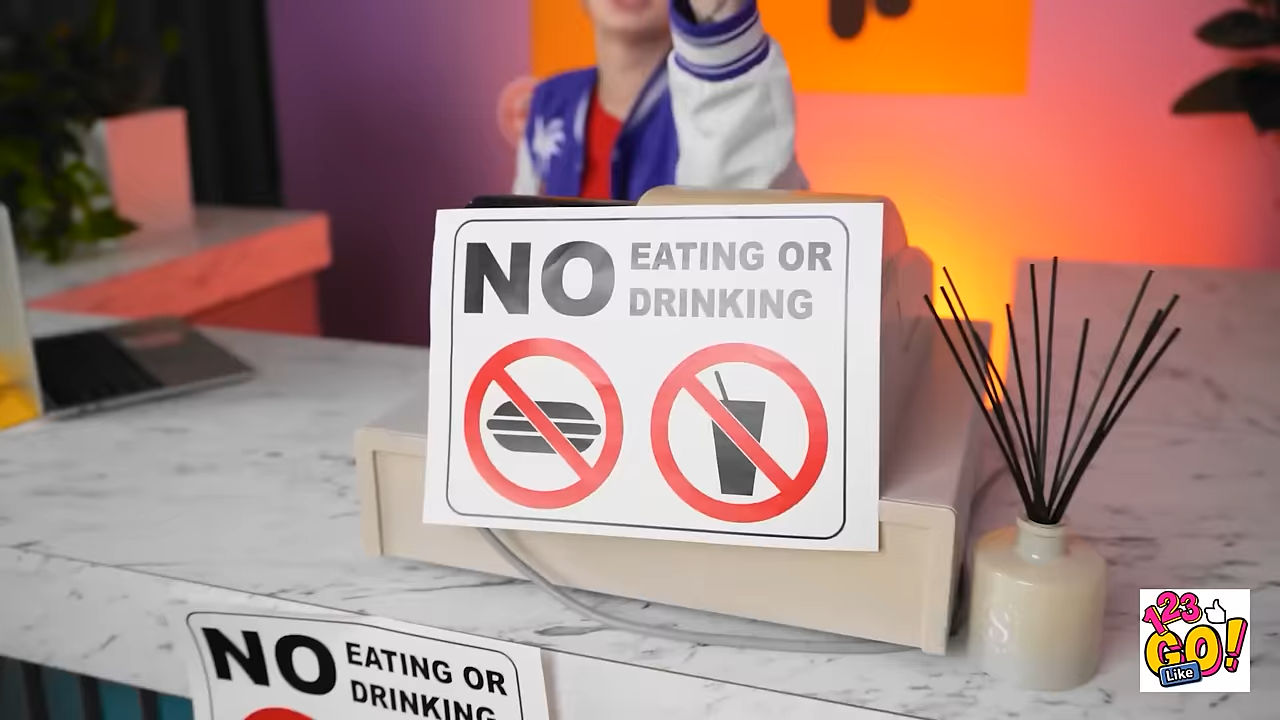 NO EATING OR
DRINKING
NO EATING OR
DRINKING
123
GO!
Like